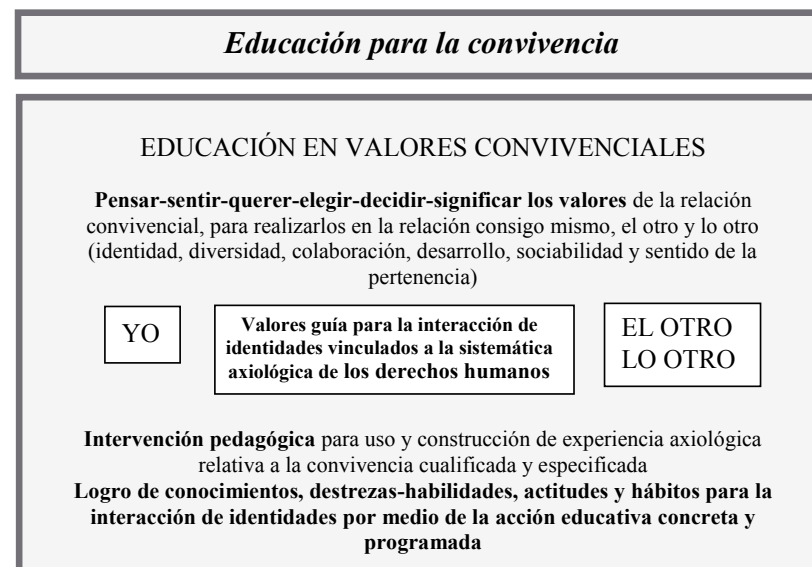 Educación para la convivencia
EDUCACIÓN EN VALORES CONVIVENCIALES
Pensar-sentir-querer-elegir-decidir-significar los valores de la relación
convivencial, para realizarlos en la relación consigo mismo, el otro y lo otro
(identidad, diversidad, colaboración, desarrollo, sociabilidad y sentido de la
pertenencia)
YO
Valores guía para la interacción de
identidades vinculados a la sistemática
axiológica de los derechos humanos
EL OTRO
LO OTRO
Intervención pedagógica para uso y construcción de experiencia axiológica
relativa a la convivencia cualificada y especificada
Logro de conocimientos, destrezas-habilidades, actitudes y hábitos para la
interacción de identidades por medio de la acción educativa concreta y
programada